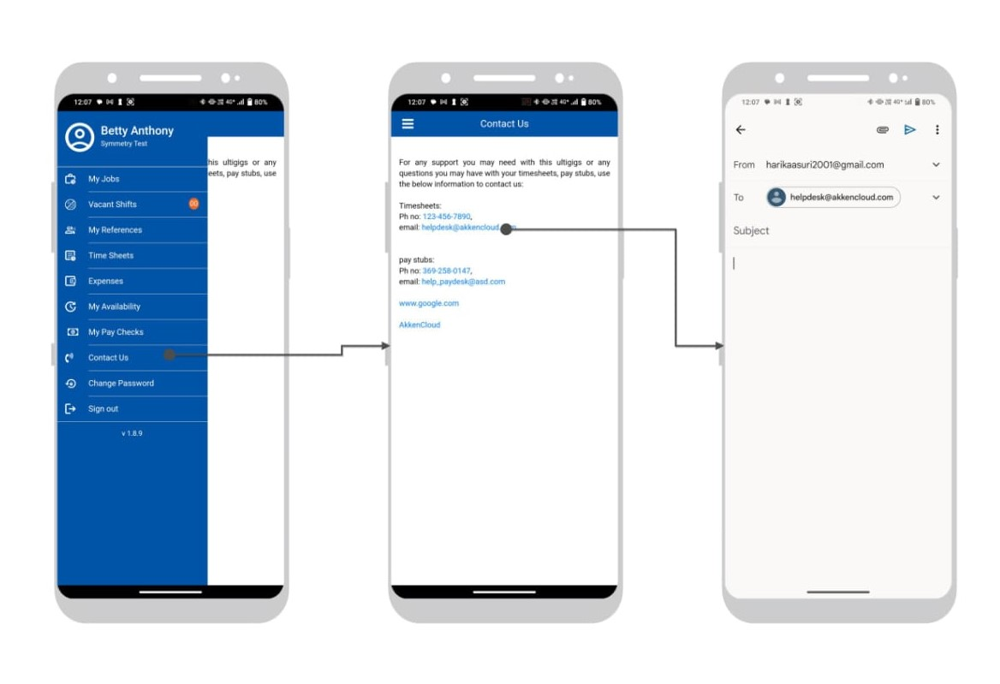 12:07 80%
Betty Anthony
Symmetry Test
his ultigigs or any
eets, pay stubs, use
My Jobs
Vacant Shifts 00
My References
Time Sheets
Expenses
My Availability
My Pay Checks
Contact Us
Change Password
Sign out
v 1.8.9
12:07 80%
Contact Us
For any support you may need with this ultigigs or any
questions you may have with your timesheets, pay stubs, use
the below information to contact us:
Timesheets:
Ph no: 123-456-7890,
email: helpdesk@akkencloud
pay stubs:
Ph no: 369-258-0147,
email: help_paydesk@asd.com
www.google.com
AkkenCloud
12:07 80%
From harikaasuri2001@gmail.com
To helpdesk@akkencloud.com
Subject